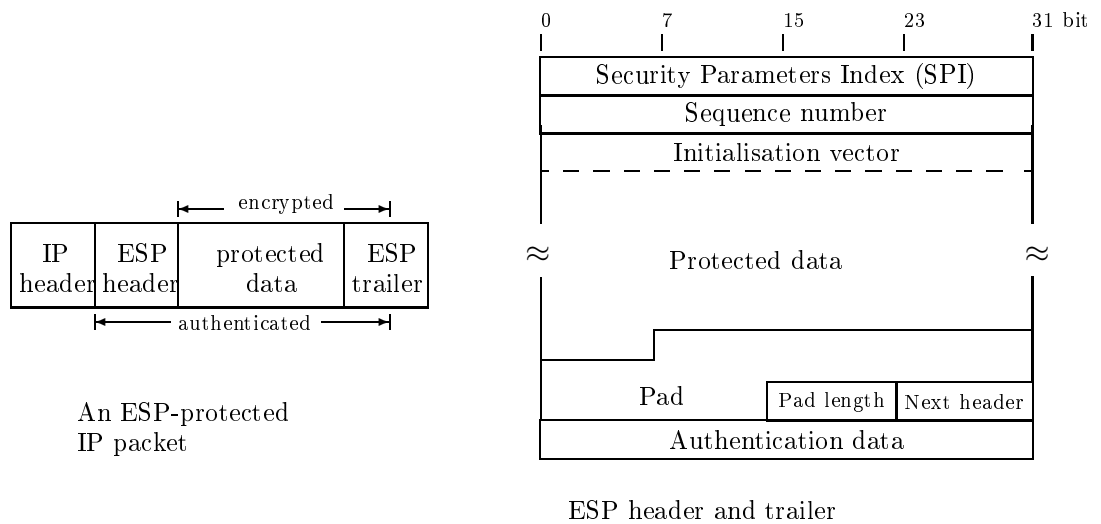 0 7 15 23 31 bit
Security Parameters Index (SPI)
Sequence number
Initialisation vector
encrypted
IP header
ESP header
protected data
ESP trailer
authenticated
≈ Protected data ≈
Pad
Pad length
Next header
Authentication data
An ESP-protected
IP packet
ESP header and trailer